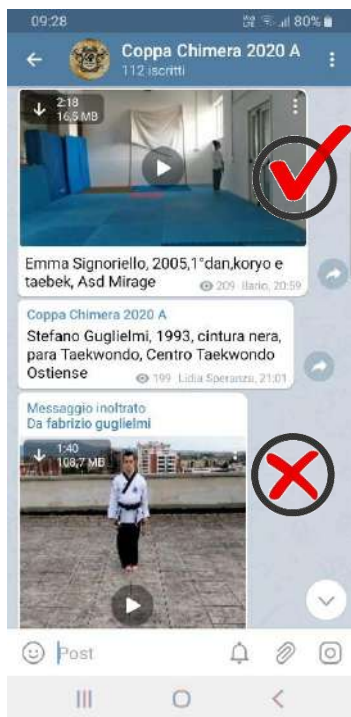 09:28
80%
Coppa Chimera 2020 A
112 iscritti
2:18
16,5 MB
Emma Signoriello, 2005,1°dan,koryo e
taebek, Asd Mirage
209 Ilario, 20:59
Coppa Chimera 2020 A
Stefano Guglielmi, 1993, cintura nera,
para Taekwondo, Centro Taekwondo
Ostiense
199 Lidia Speranza, 21:01
Messaggio inoltrato
Da fabrizio guglielmi
1:40
108,7 MB
Post